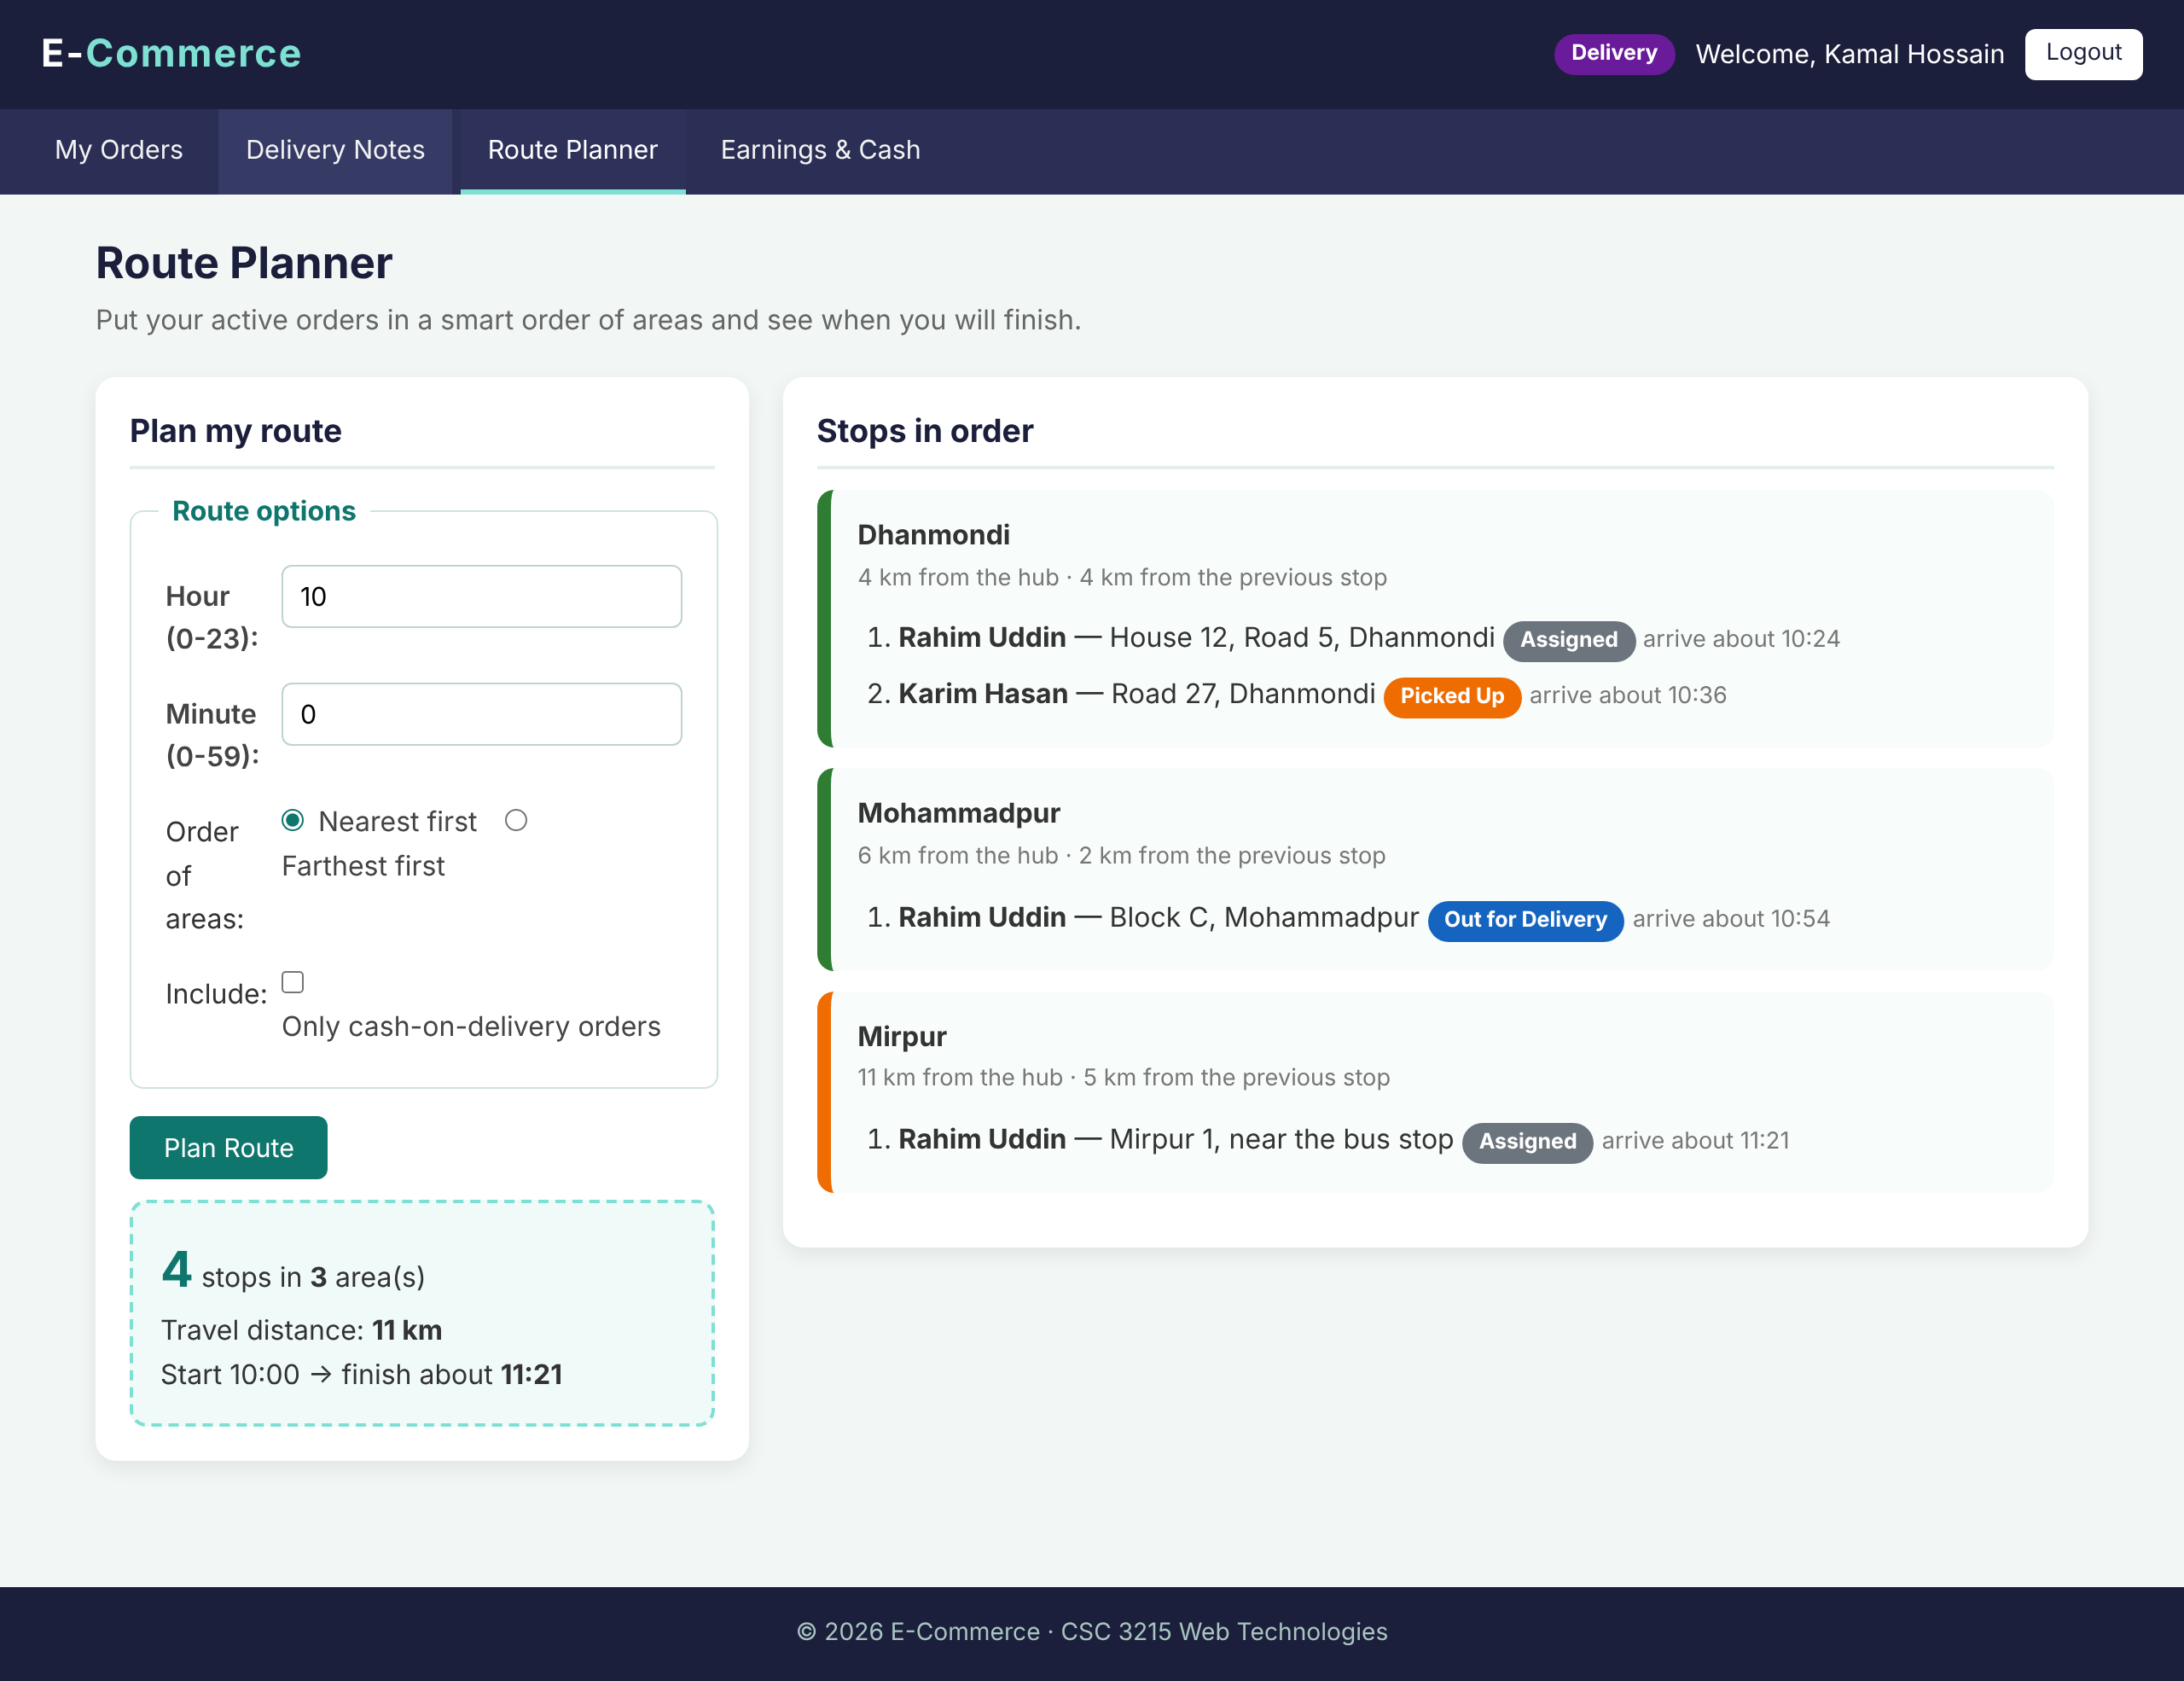 E-Commerce
Delivery
Welcome, Kamal Hossain
Logout
My Orders
Delivery Notes
Route Planner
Earnings & Cash
Route Planner
Put your active orders in a smart order of areas and see when you will finish.
Plan my route
Route options
Hour
(0-23):
10
Minute
(0-59):
0
Order
of
areas:
Nearest first
Farthest first
Include:
Only cash-on-delivery orders
Plan Route
4 stops in 3 area(s)
Travel distance: 11 km
Start 10:00 → finish about 11:21
Stops in order
Dhanmondi
4 km from the hub · 4 km from the previous stop
1. Rahim Uddin — House 12, Road 5, Dhanmondi Assigned arrive about 10:24
2. Karim Hasan — Road 27, Dhanmondi Picked Up arrive about 10:36
Mohammadpur
6 km from the hub · 2 km from the previous stop
1. Rahim Uddin — Block C, Mohammadpur Out for Delivery arrive about 10:54
Mirpur
11 km from the hub · 5 km from the previous stop
1. Rahim Uddin — Mirpur 1, near the bus stop Assigned arrive about 11:21
© 2026 E-Commerce · CSC 3215 Web Technologies